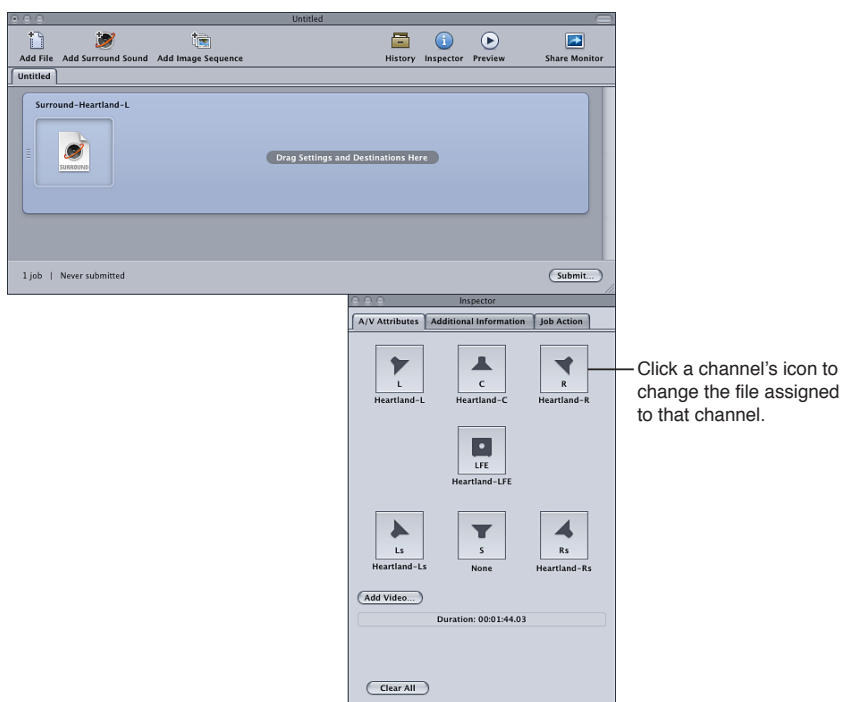 Untitled
Add File Add Surround Sound Add Image Sequence History Inspector Preview Share Monitor
Untitled
Surround-Heartland-L
SURROUND
Drag Settings and Destinations Here
1 job | Never submitted
Submit...
Inspector
A/V Attributes Additional Information Job Action
L C R
Heartland-L Heartland-C Heartland-R
Click a channel's icon to
change the file assigned
to that channel.
LFE
Heartland-LFE
Ls S Rs
Heartland-Ls None Heartland-Rs
Add Video...
Duration: 00:01:44.03
Clear All